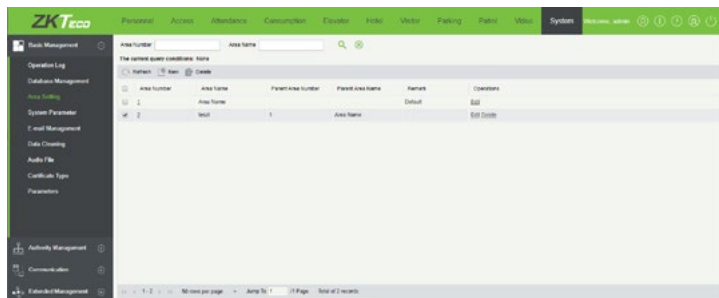 ZKTECO Personnel Access Attendance Consumption Elevator Hotel Visitor Parking Patrol Video System Welcome, admin
Basic Management
Operation Log
Database Management
Area Setting
System Parameter
E-mail Management
Data Cleaning
Audio File
Certificate Type
Parameters
Authority Management
Communication
Extended Management
Area Number Area Name
The current query conditions: None
Refresh New Delete
Area Number Area Name Parent Area Number Parent Area Name Remark Operations
1 Area Name Default Edit
2 1 Area Name Edit Delete
1-2 50 rows per page Jump To 1 /1 Page Total of 2 records